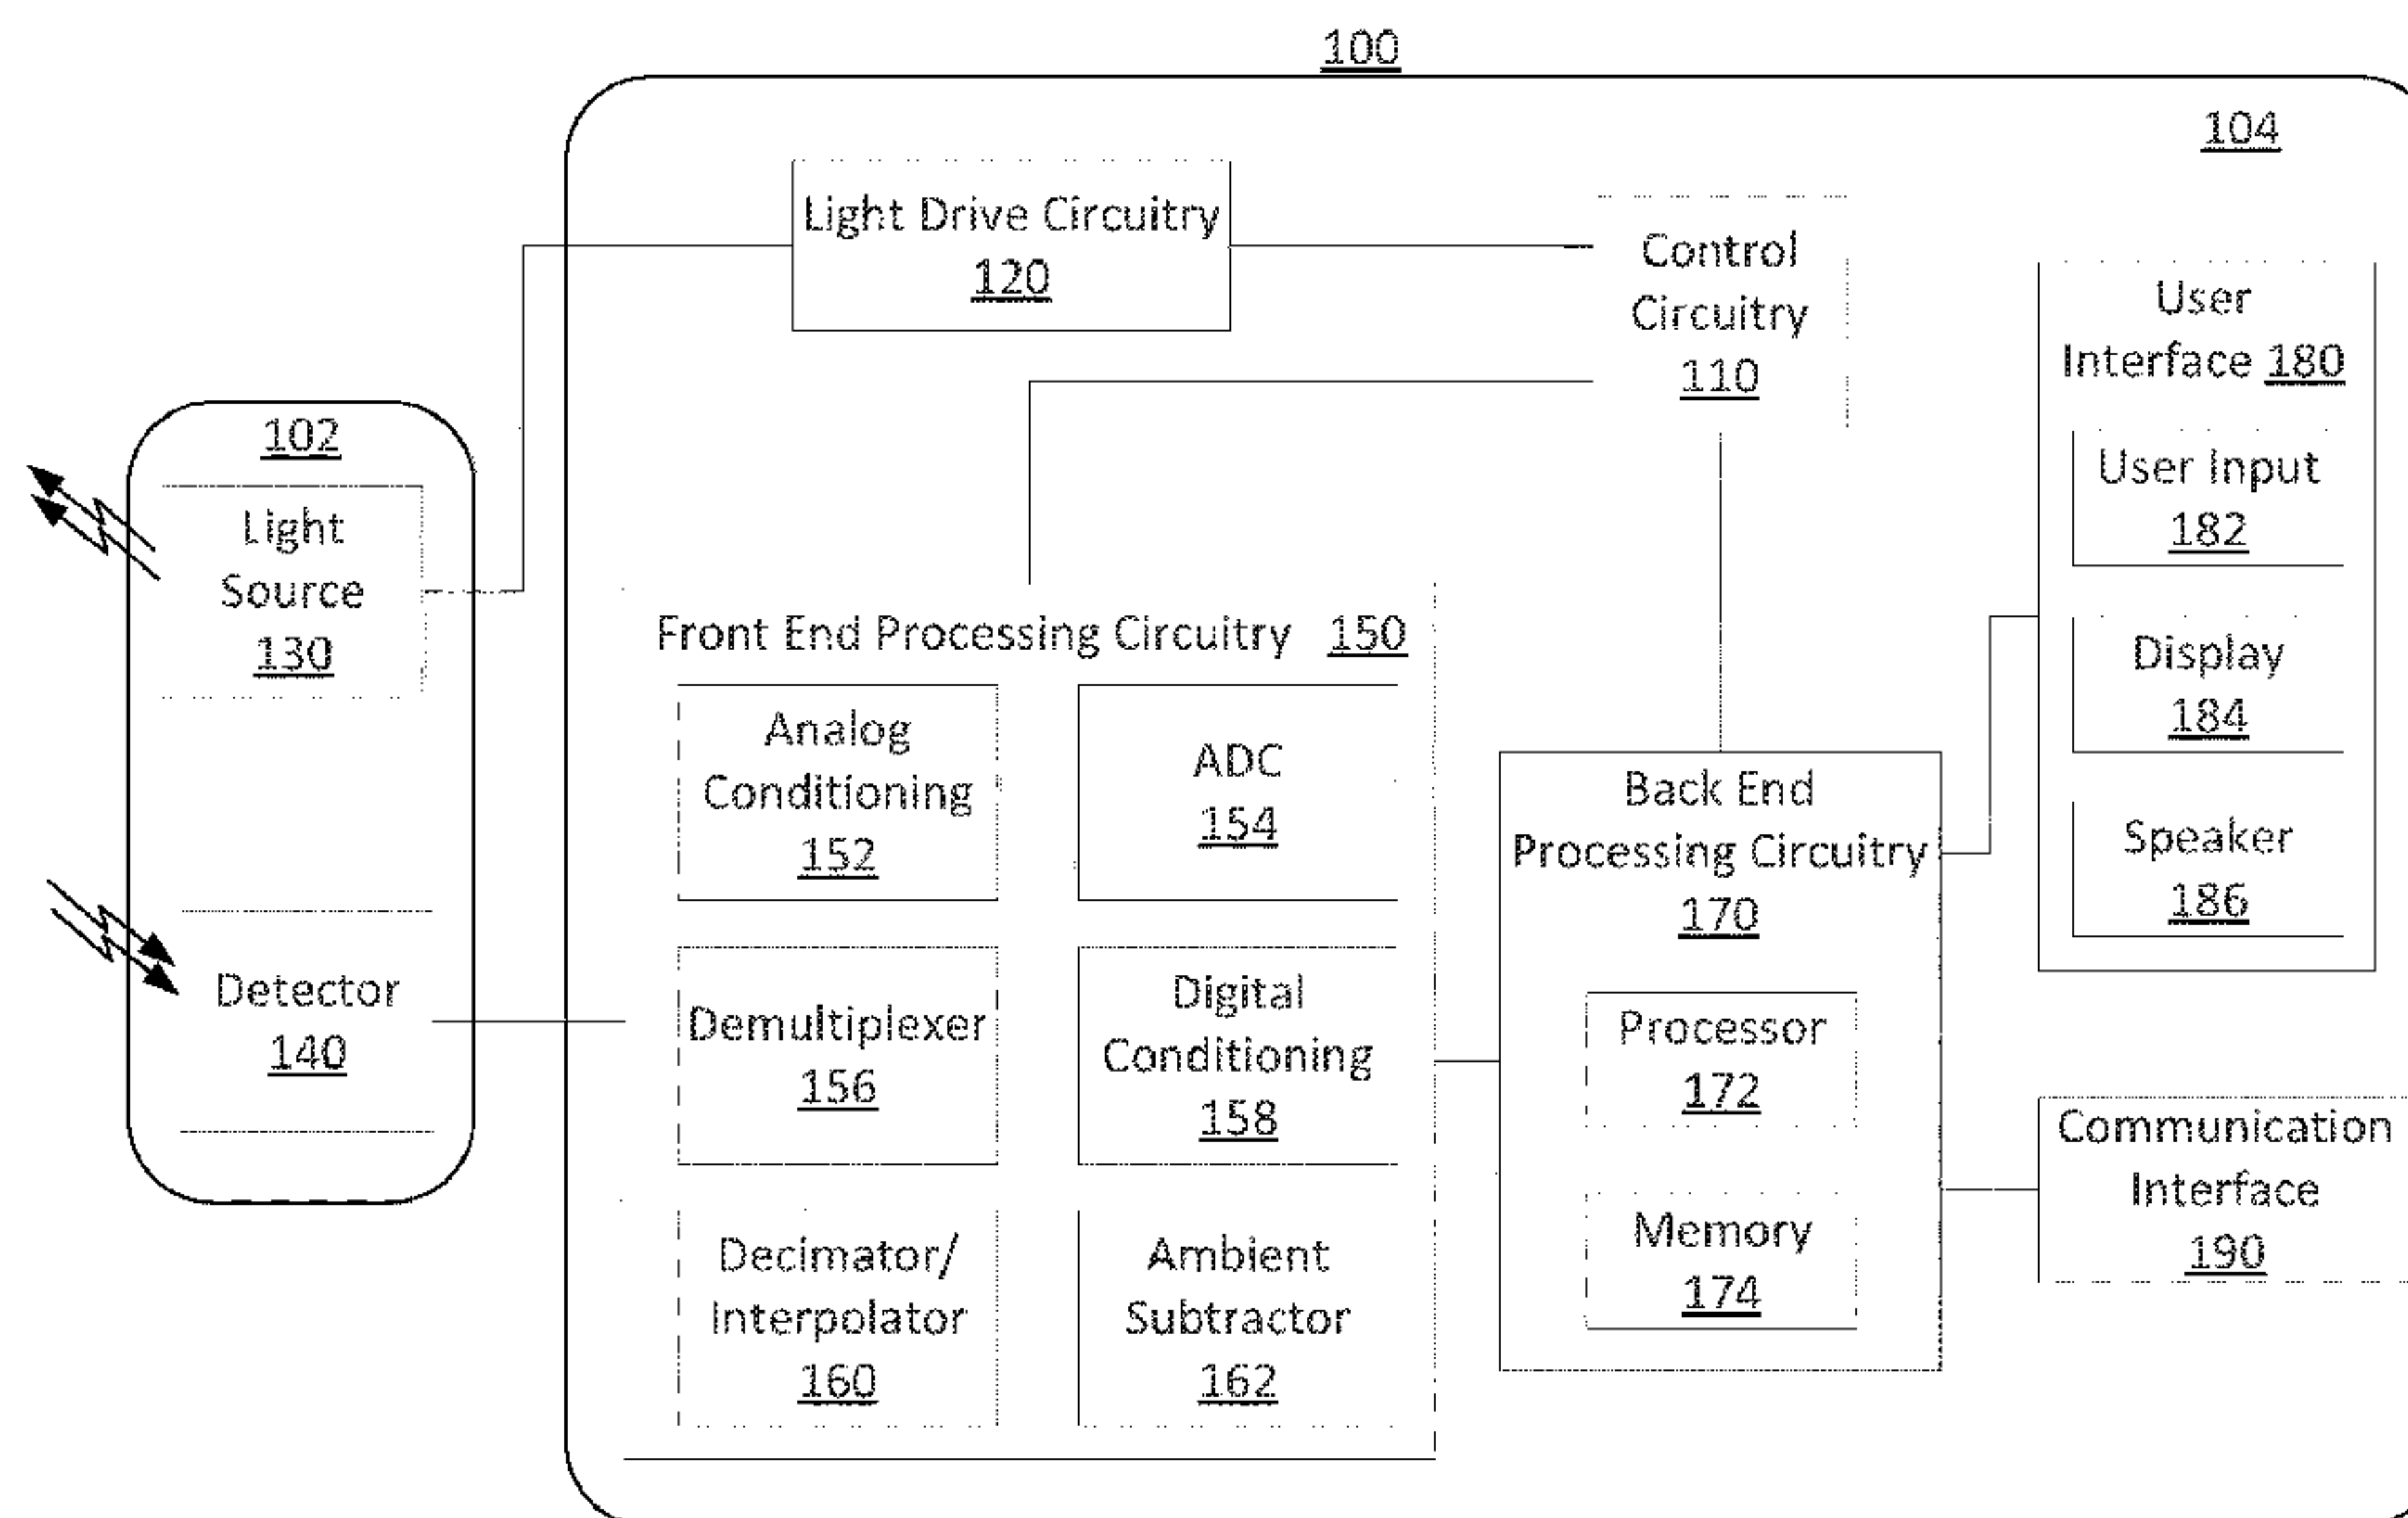 100
104
Light Drive Circuitry
120
Control
Circuitry
110
User
Interface 180
User Input
182
Display
184
Speaker
186
102
Light
Source
130
Detector
140
Front End Processing Circuitry 150
Analog
Conditioning
152
ADC
154
Demultiplexer
156
Digital
Conditioning
158
Decimator/
Interpolator
160
Ambient
Subtractor
162
Back End
Processing Circuitry
170
Processor
172
Memory
174
Communication
Interface
190